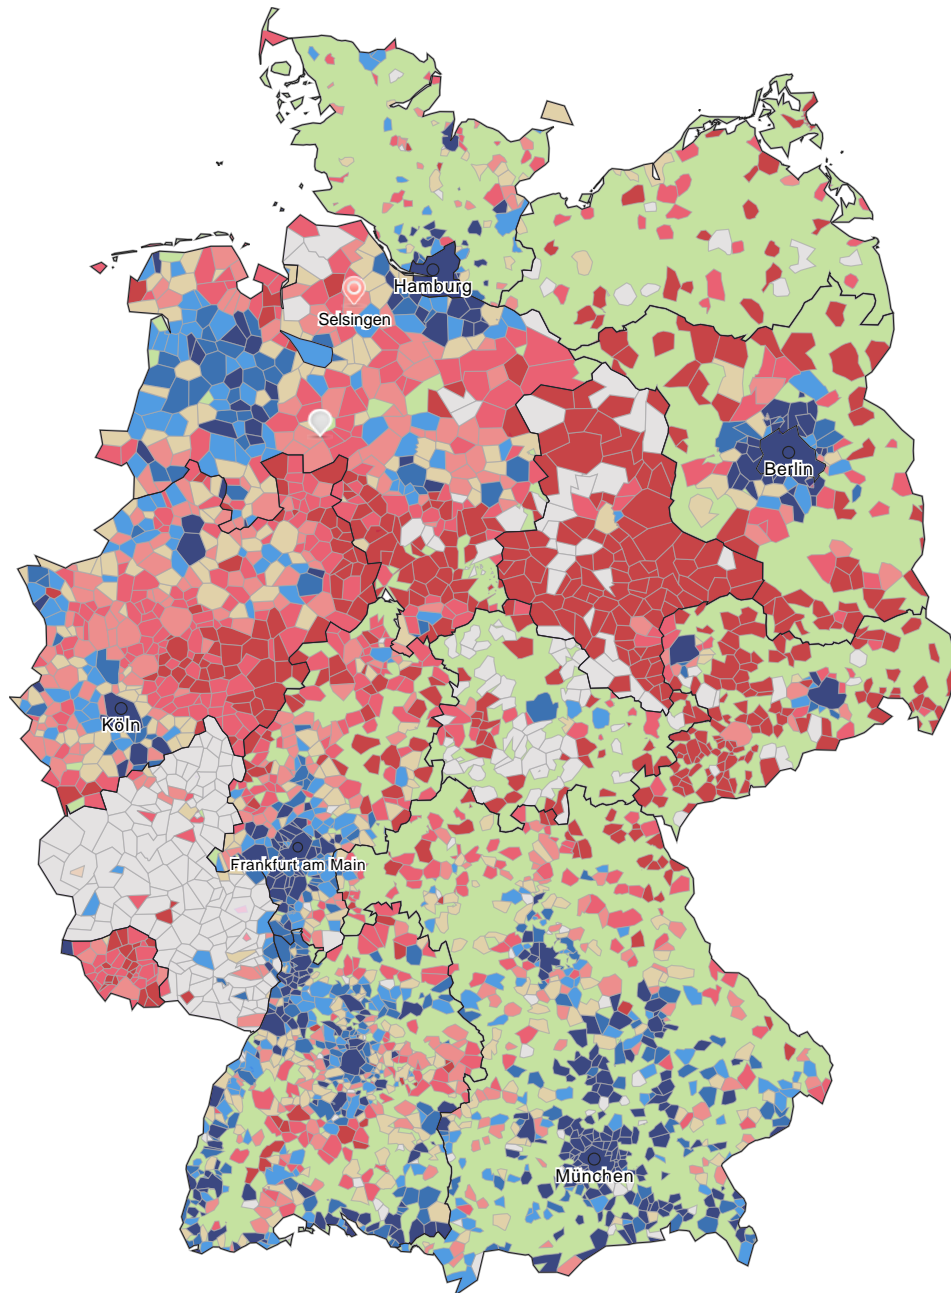 Hamburg
Selsingen
Berlin
Köln
Frankfurt am Main
München